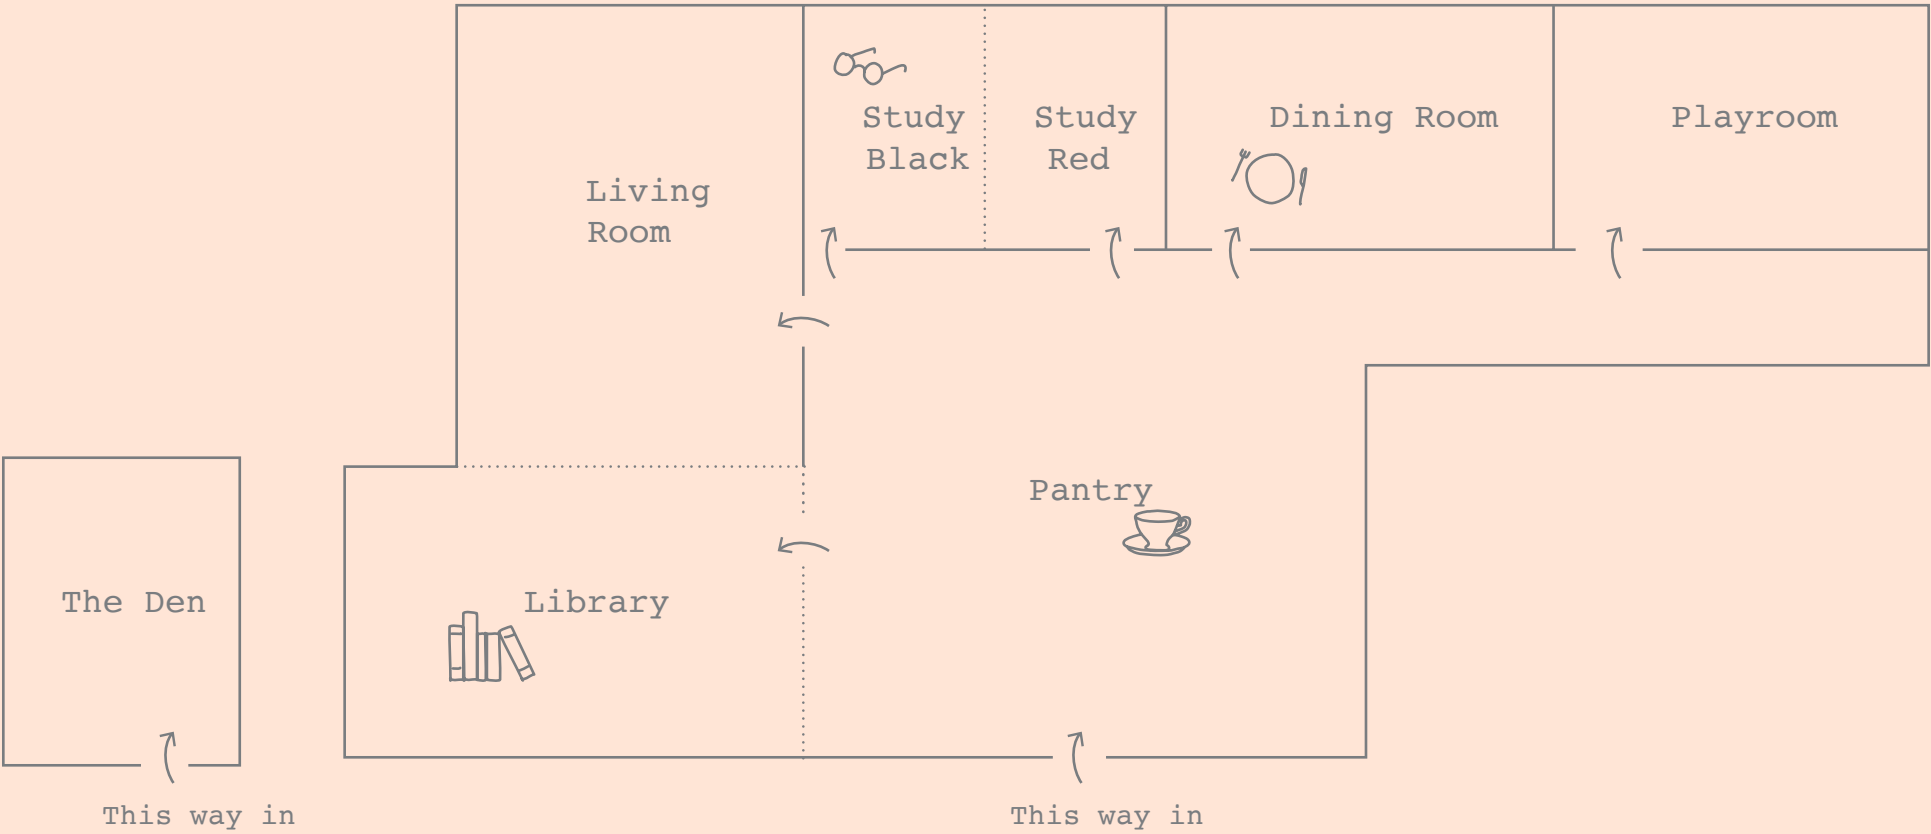 Study
Black
Study
Red
Dining Room
Playroom
Living
Room
Pantry
The Den
Library
This way in
This way in